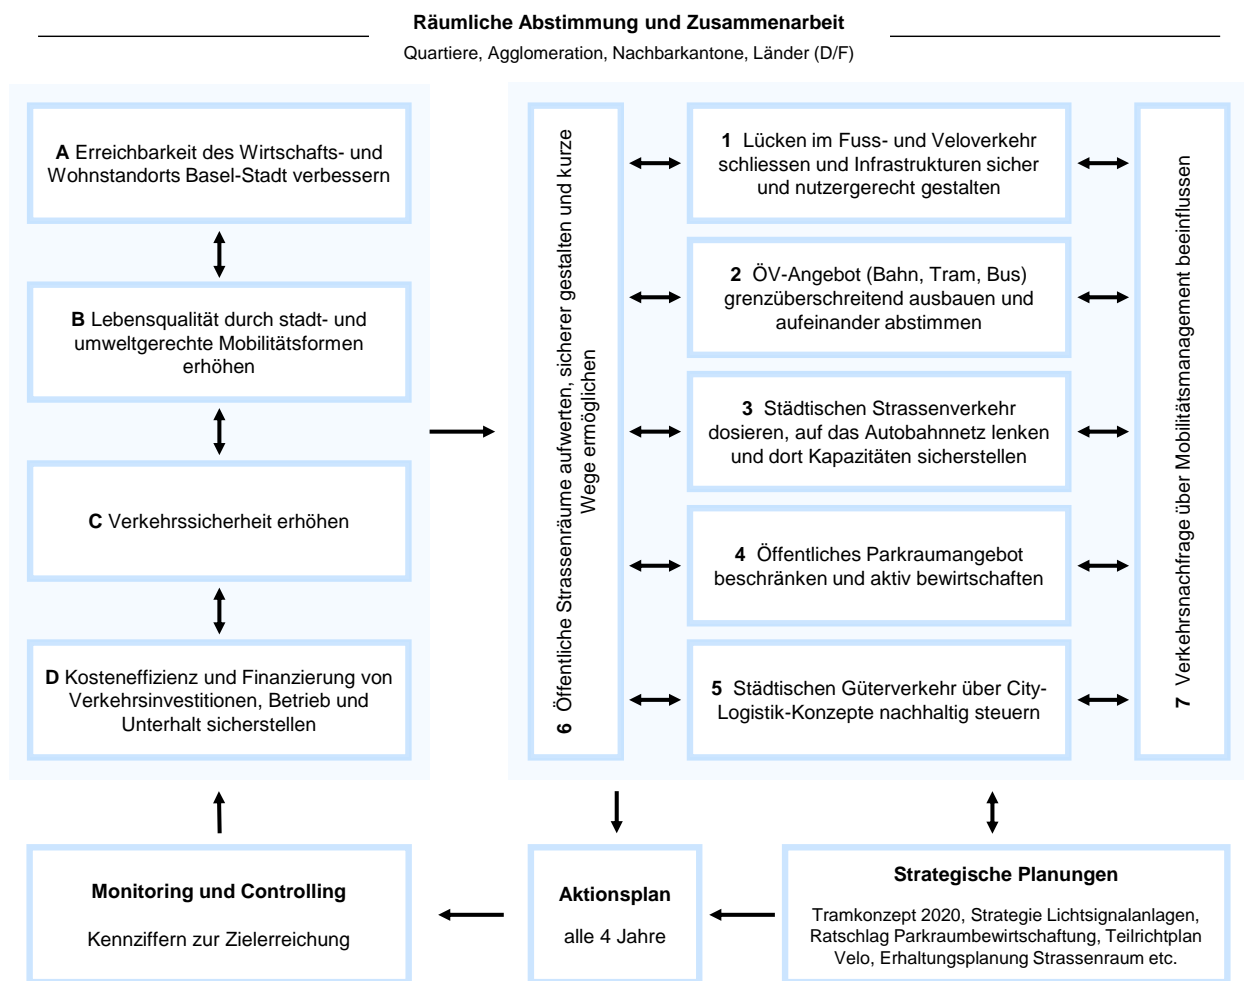 Räumliche Abstimmung und Zusammenarbeit
Quartiere, Agglomeration, Nachbarkantone, Länder (D/F)
A Erreichbarkeit des Wirtschafts- und
Wohnstandorts Basel-Stadt verbessern
B Lebensqualität durch stadt- und
umweltgerechte Mobilitätsformen
erhöhen
C Verkehrssicherheit erhöhen
D Kosteneffizienz und Finanzierung von
Verkehrsinvestitionen, Betrieb und
Unterhalt sicherstellen
6 Öffentliche Strassenräume aufwerten, sicherer gestalten und kurze
Wege ermöglichen
1 Lücken im Fuss- und Veloverkehr
schliessen und Infrastrukturen sicher
und nutzergerecht gestalten
2 ÖV-Angebot (Bahn, Tram, Bus)
grenzüberschreitend ausbauen und
aufeinander abstimmen
3 Städtischen Strassenverkehr
dosieren, auf das Autobahnnetz lenken
und dort Kapazitäten sicherstellen
4 Öffentliches Parkraumangebot
beschränken und aktiv bewirtschaften
5 Städtischen Güterverkehr über City-
Logistik-Konzepte nachhaltig steuern
7 Verkehrsnachfrage über Mobilitätsmanagement beeinflussen
Monitoring und Controlling
Kennziffern zur Zielerreichung
Aktionsplan
alle 4 Jahre
Strategische Planungen
Tramkonzept 2020, Strategie Lichtsignalanlagen,
Ratschlag Parkraumbewirtschaftung, Teilrichtplan
Velo, Erhaltungsplanung Strassenraum etc.